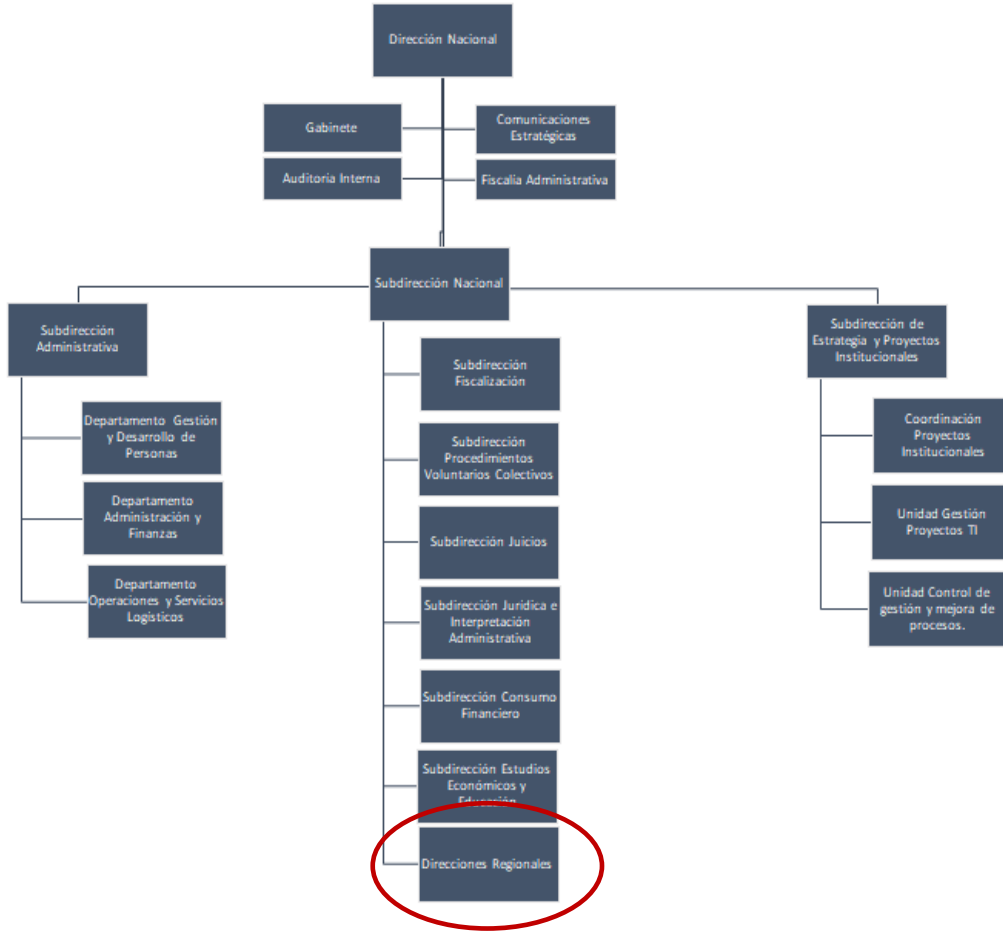 Dirección Nacional
Gabinete
Comunicaciones
Estratégicas
Auditoria Interna
Fiscalía Administrativa
Subdirección Nacional
Subdirección
Administrativa
Subdirección de
Estrategia y Proyectos
Institucionales
Subdirección
Fiscalización
Departamento Gestión
y Desarrollo de
Personas
Subdirección
Procedimientos
Voluntarios Colectivos
Coordinación
Proyectos
Institucionales
Departamento
Administración y
Finanzas
Subdirección Juicios
Unidad Gestión
Proyectos TI
Departamento
Operaciones y Servicios
Logísticos
Subdirección Jurídica e
Interpretación
Administrativa
Unidad Control de
gestión y mejora de
procesos.
Subdirección Consumo
Financiero
Subdirección Estudios
Económicos y
Educación
Direcciones Regionales